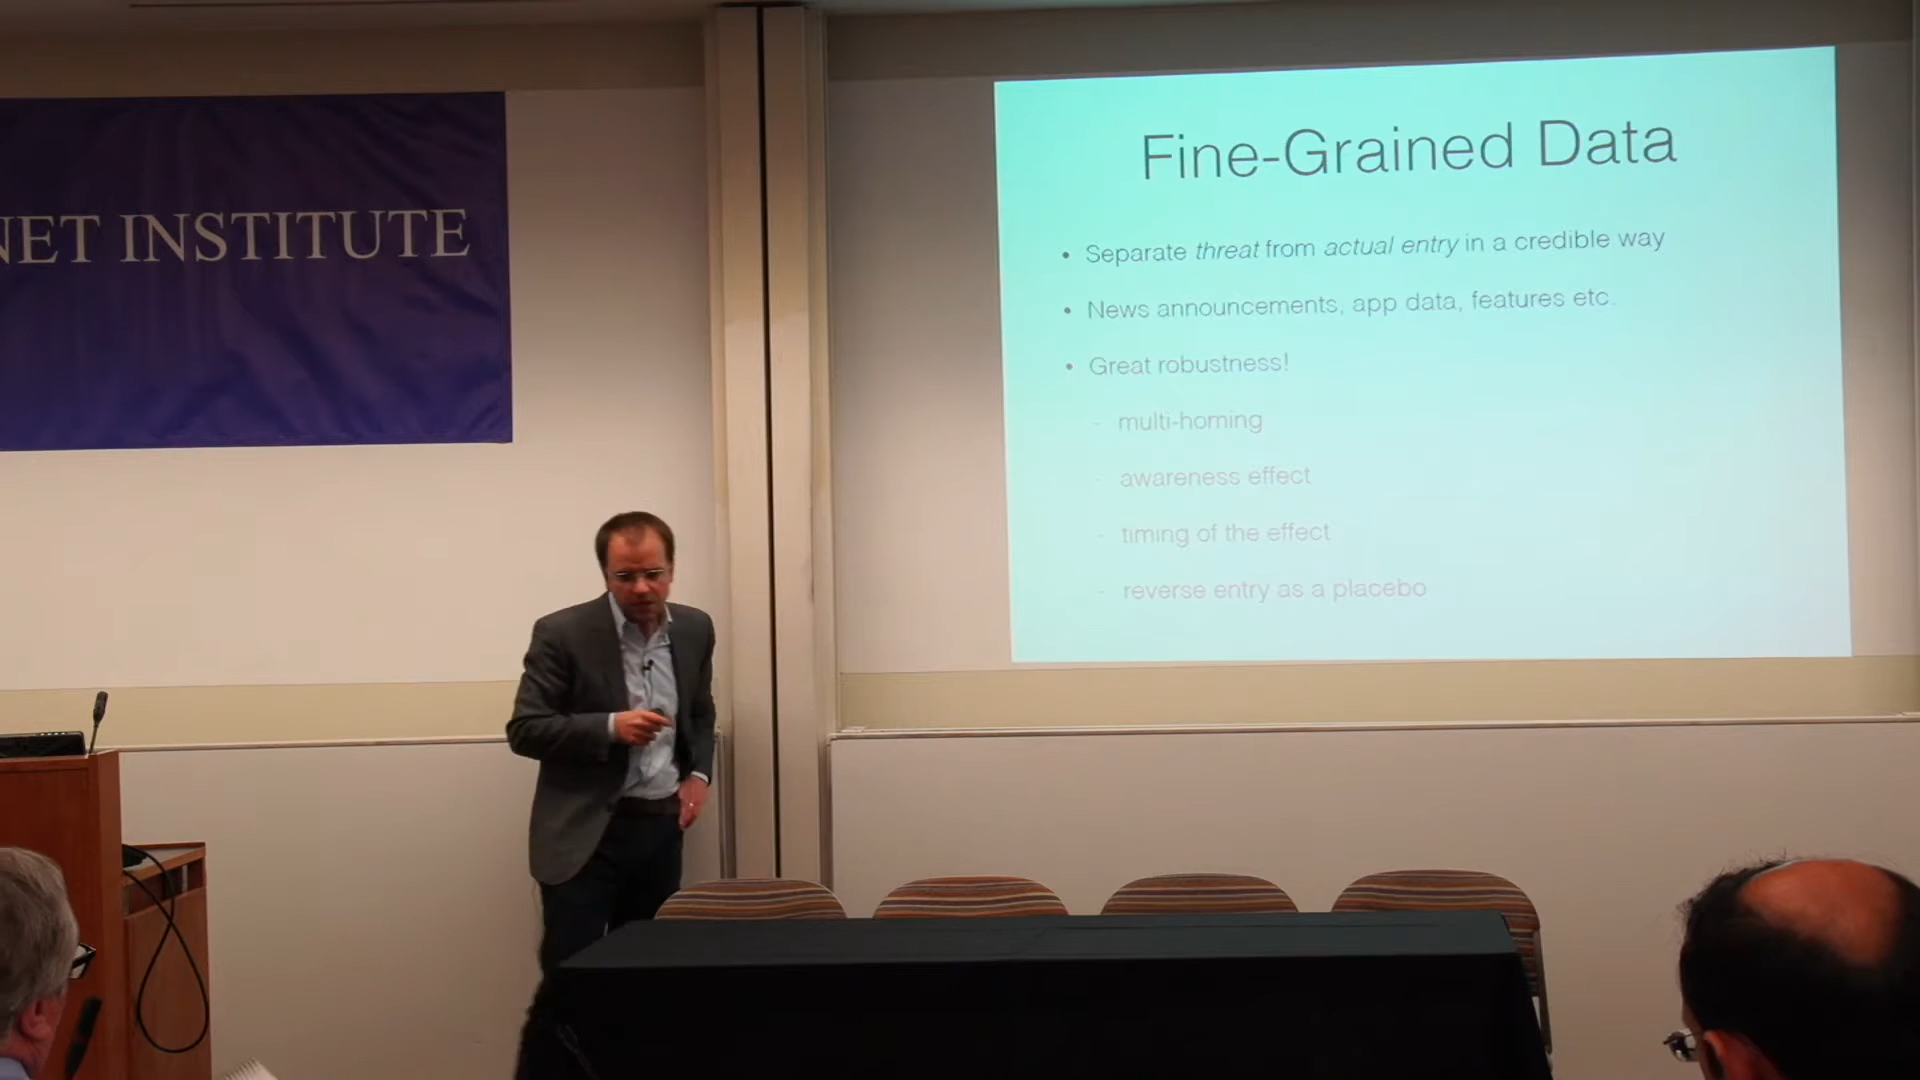 NET INSTITUTE
Fine-Grained Data
• Separate threat from actual entry in a credible way
• News announcements, app data, features etc.
• Great robustness!
- multi-homing
- awareness effect
- timing of the effect
- reverse entry as a placebo